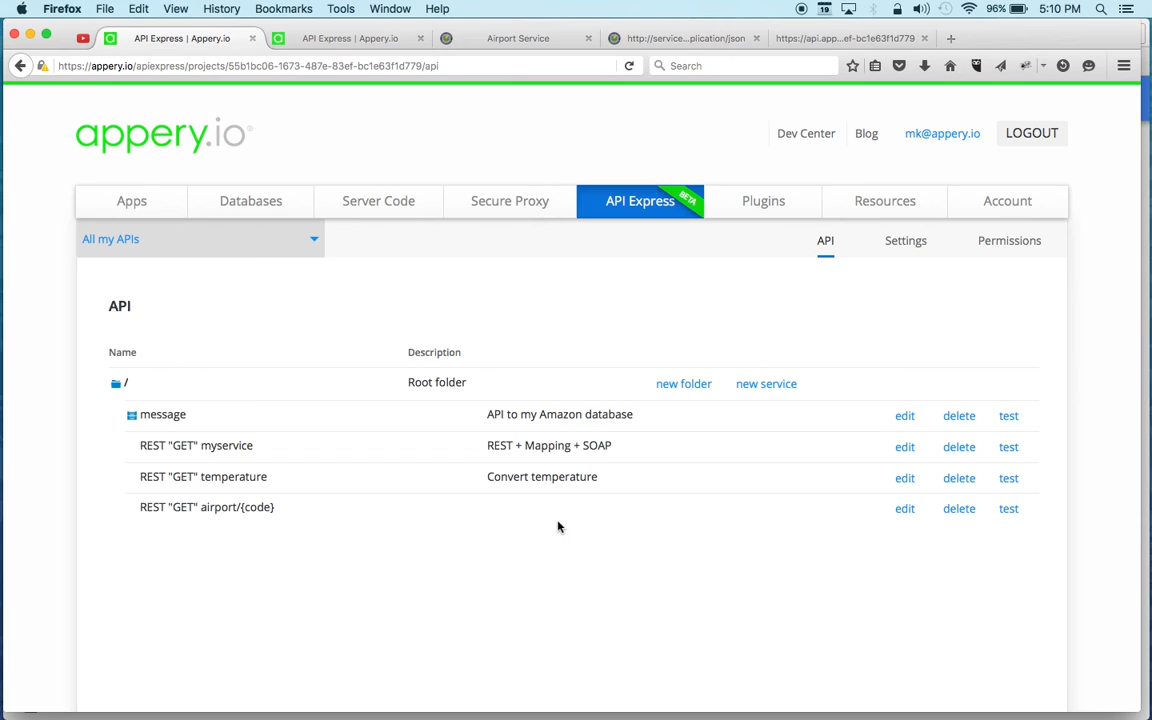 Firefox File Edit View History Bookmarks Tools Window Help 19 96% 5:10 PM
API Express | Appery.io API Express | Appery.io Airport Service http://service...plication/json https://api.app...ef-bc1e63f1d779
https://appery.io/apiexpress/projects/55b1bc06-1673-487e-83ef-bc1e63f1d779/api Search
appery.io Dev Center Blog mk@appery.io LOGOUT
Apps Databases Server Code Secure Proxy API Express BETA Plugins Resources Account
All my APIs API Settings Permissions
API
Name Description
/ Root folder new folder new service
message API to my Amazon database edit delete test
REST "GET" myservice REST + Mapping + SOAP edit delete test
REST "GET" temperature Convert temperature edit delete test
REST "GET" airport/{code} edit delete test